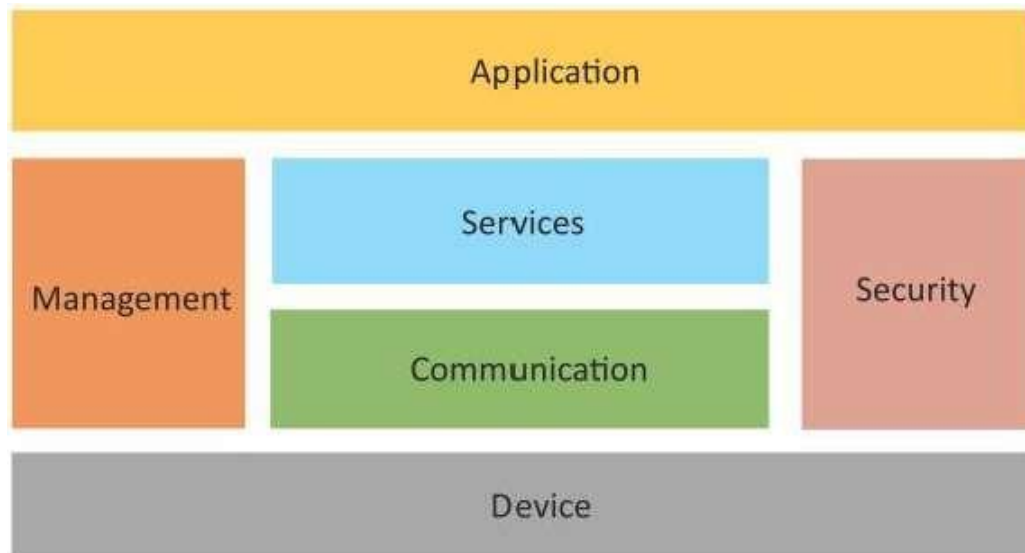 Application
Management
Services
Communication
Security
Device